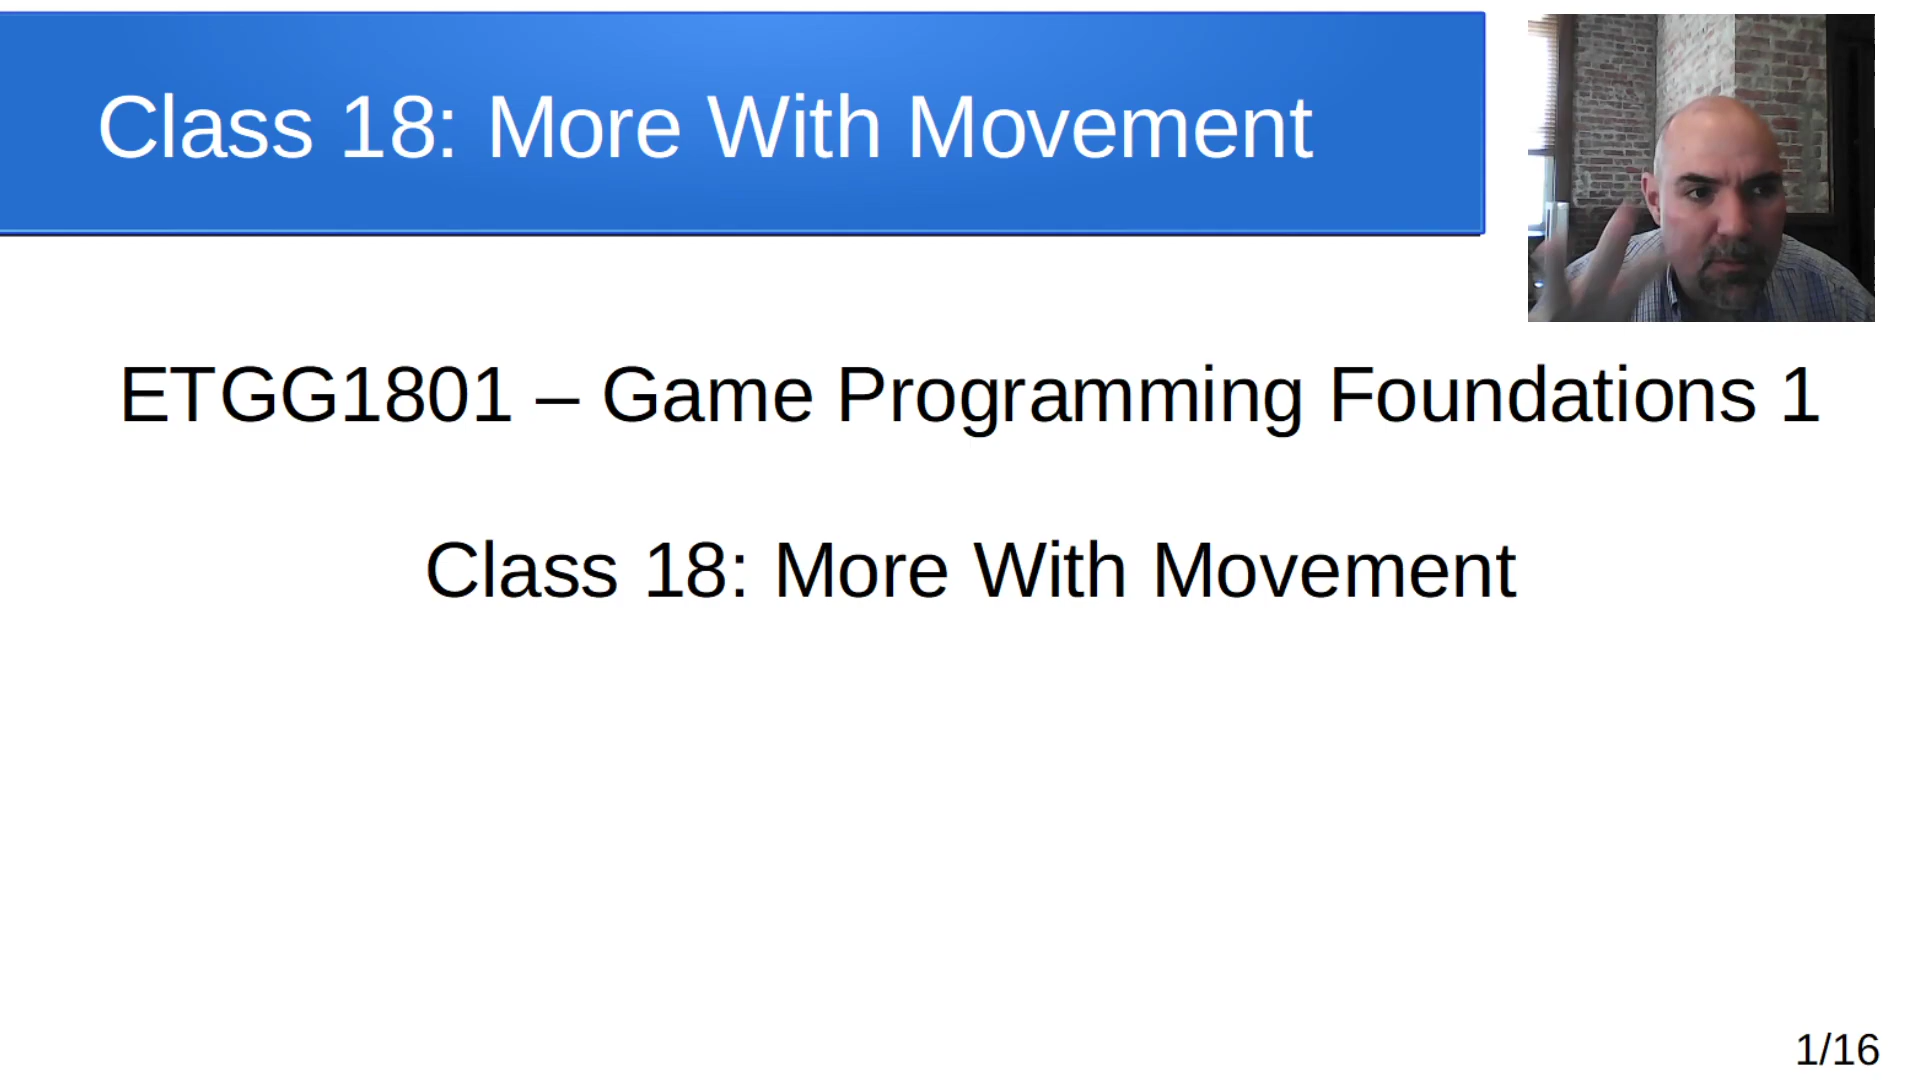 Class 18: More With Movement
ETGG1801 – Game Programming Foundations 1
Class 18: More With Movement
1/16